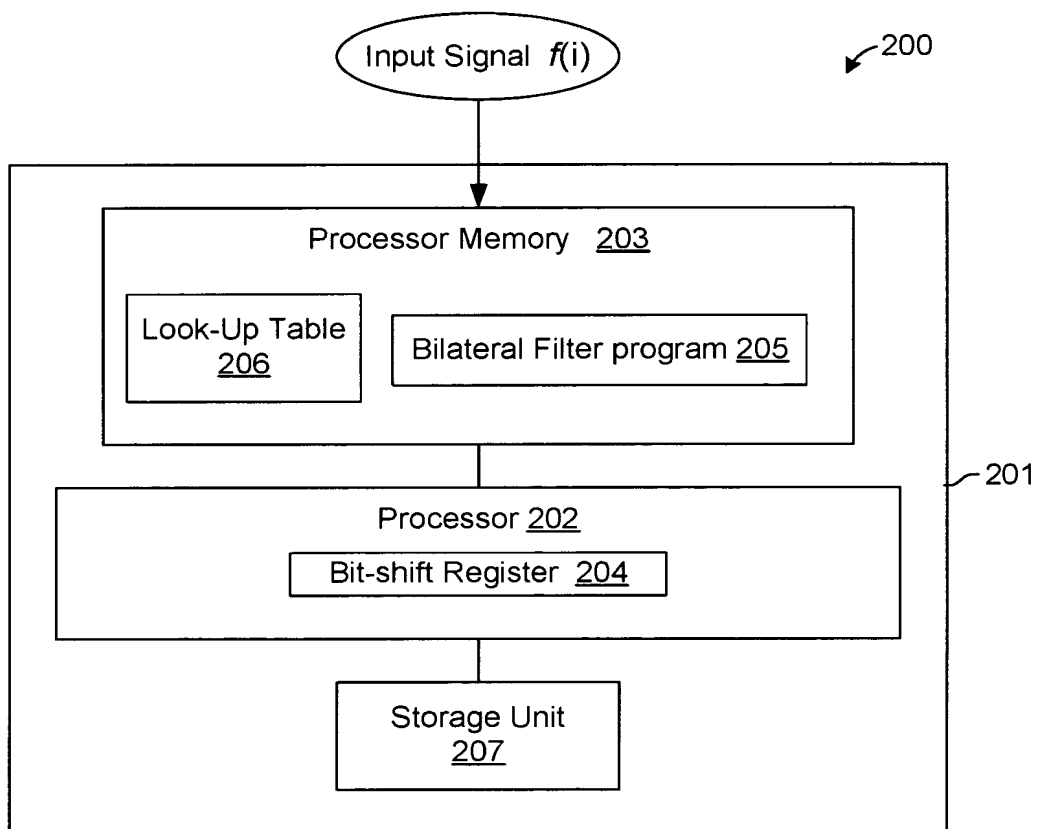 Input Signal f(i)
200
Processor Memory 203
Look-Up Table
206
Bilateral Filter program 205
201
Processor 202
Bit-shift Register 204
Storage Unit
207